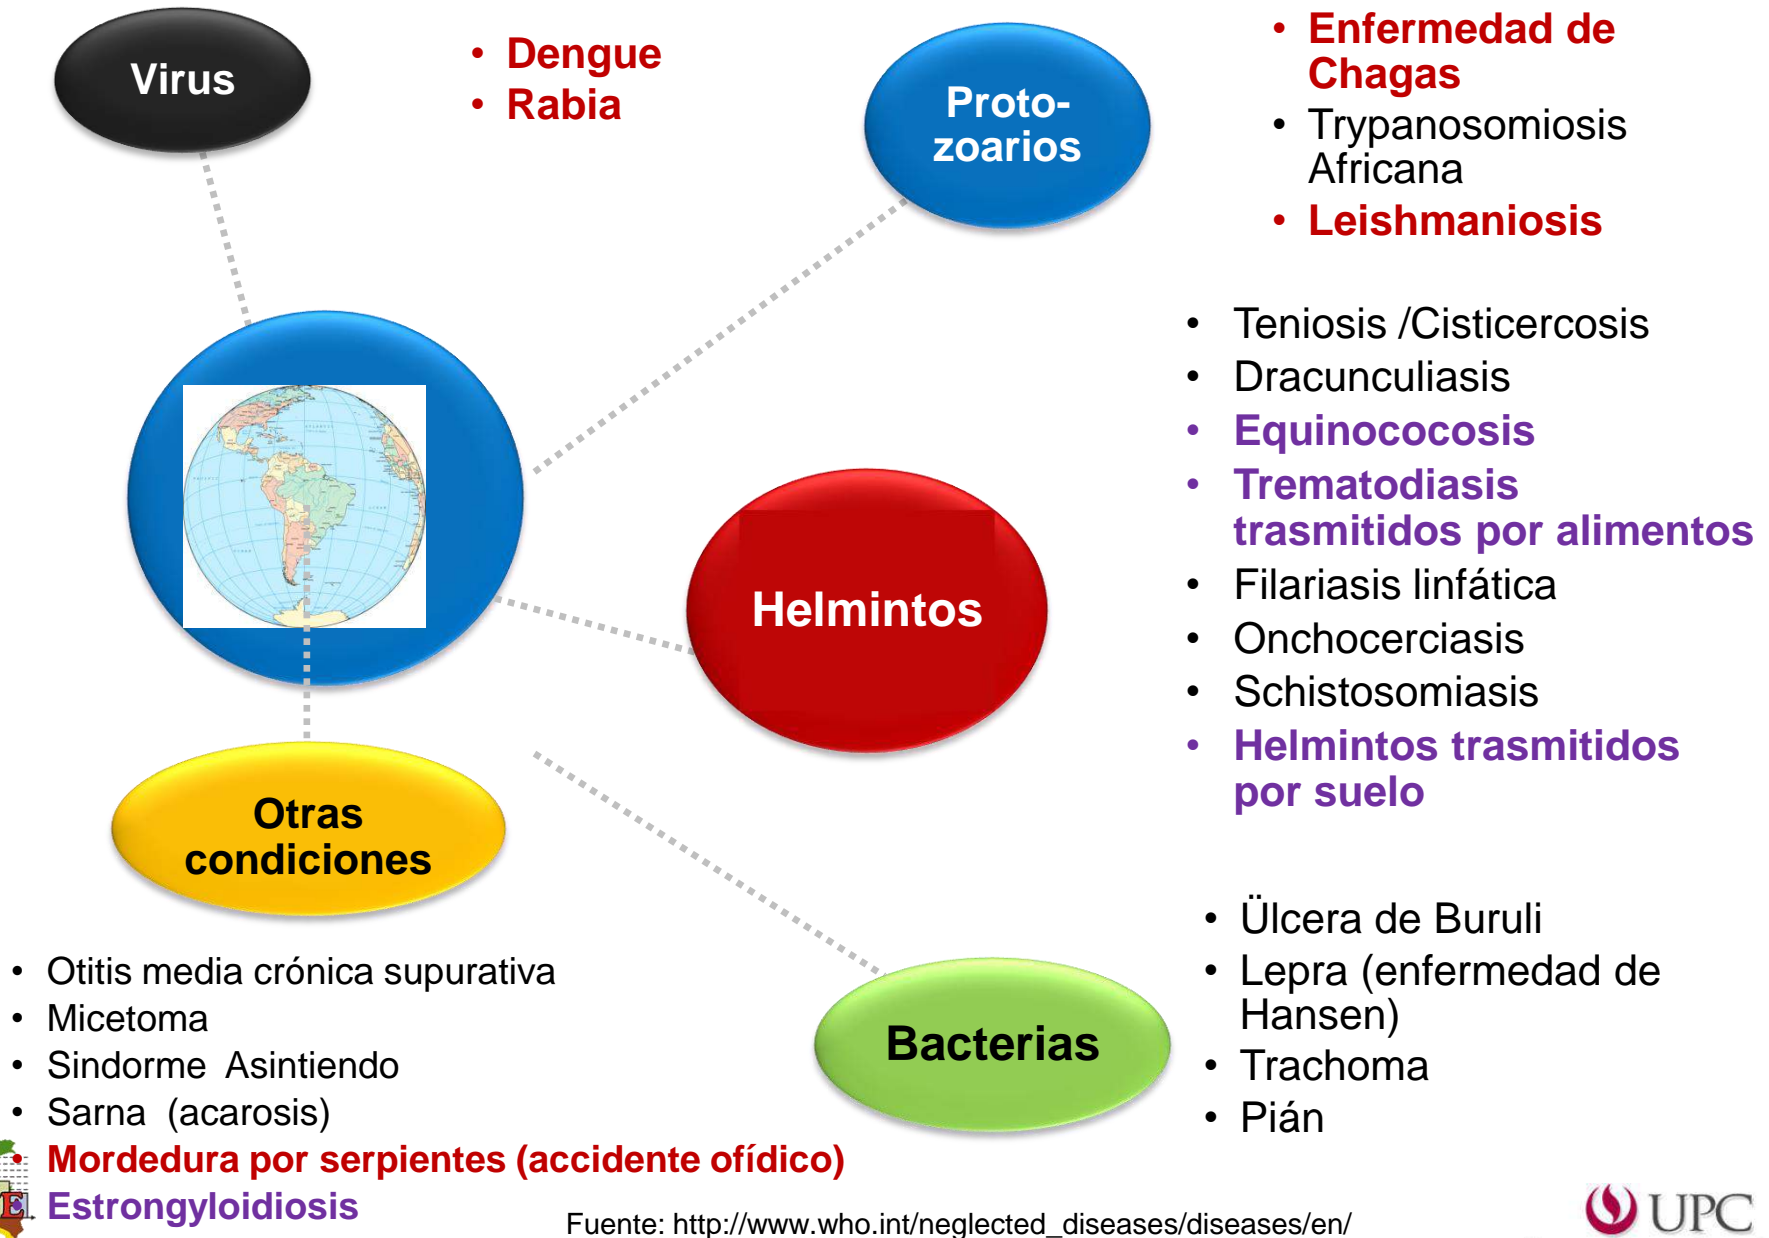 Virus
• Dengue
• Rabia
Proto-
zoarios
• Enfermedad de
Chagas
• Trypanosomiosis
Africana
• Leishmaniosis
• Teniosis /Cisticercosis
• Dracunculiasis
• Equinococosis
• Trematodiasis
trasmitidos por alimentos
• Filariasis linfática
• Onchocerciasis
• Schistosomiasis
• Helmintos trasmitidos
por suelo
Helmintos
Otras
condiciones
• Otitis media crónica supurativa
• Micetoma
• Sindorme Asintiendo
• Sarna (acarosis)
• Mordedura por serpientes (accidente ofídico)
• Estrongyloidiosis
Bacterias
• Ülcera de Buruli
• Lepra (enfermedad de
Hansen)
• Trachoma
• Pián
Fuente: http://www.who.int/neglected_diseases/diseases/en/
UPC